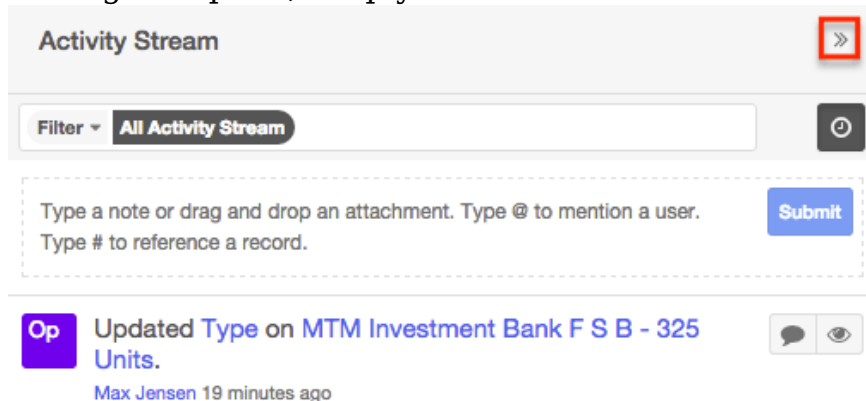 Activity Stream
Filter All Activity Stream
Type a note or drag and drop an attachment. Type @ to mention a user. Submit
Type # to reference a record.
Op Updated Type on MTM Investment Bank F S B - 325
Units.
Max Jensen 19 minutes ago